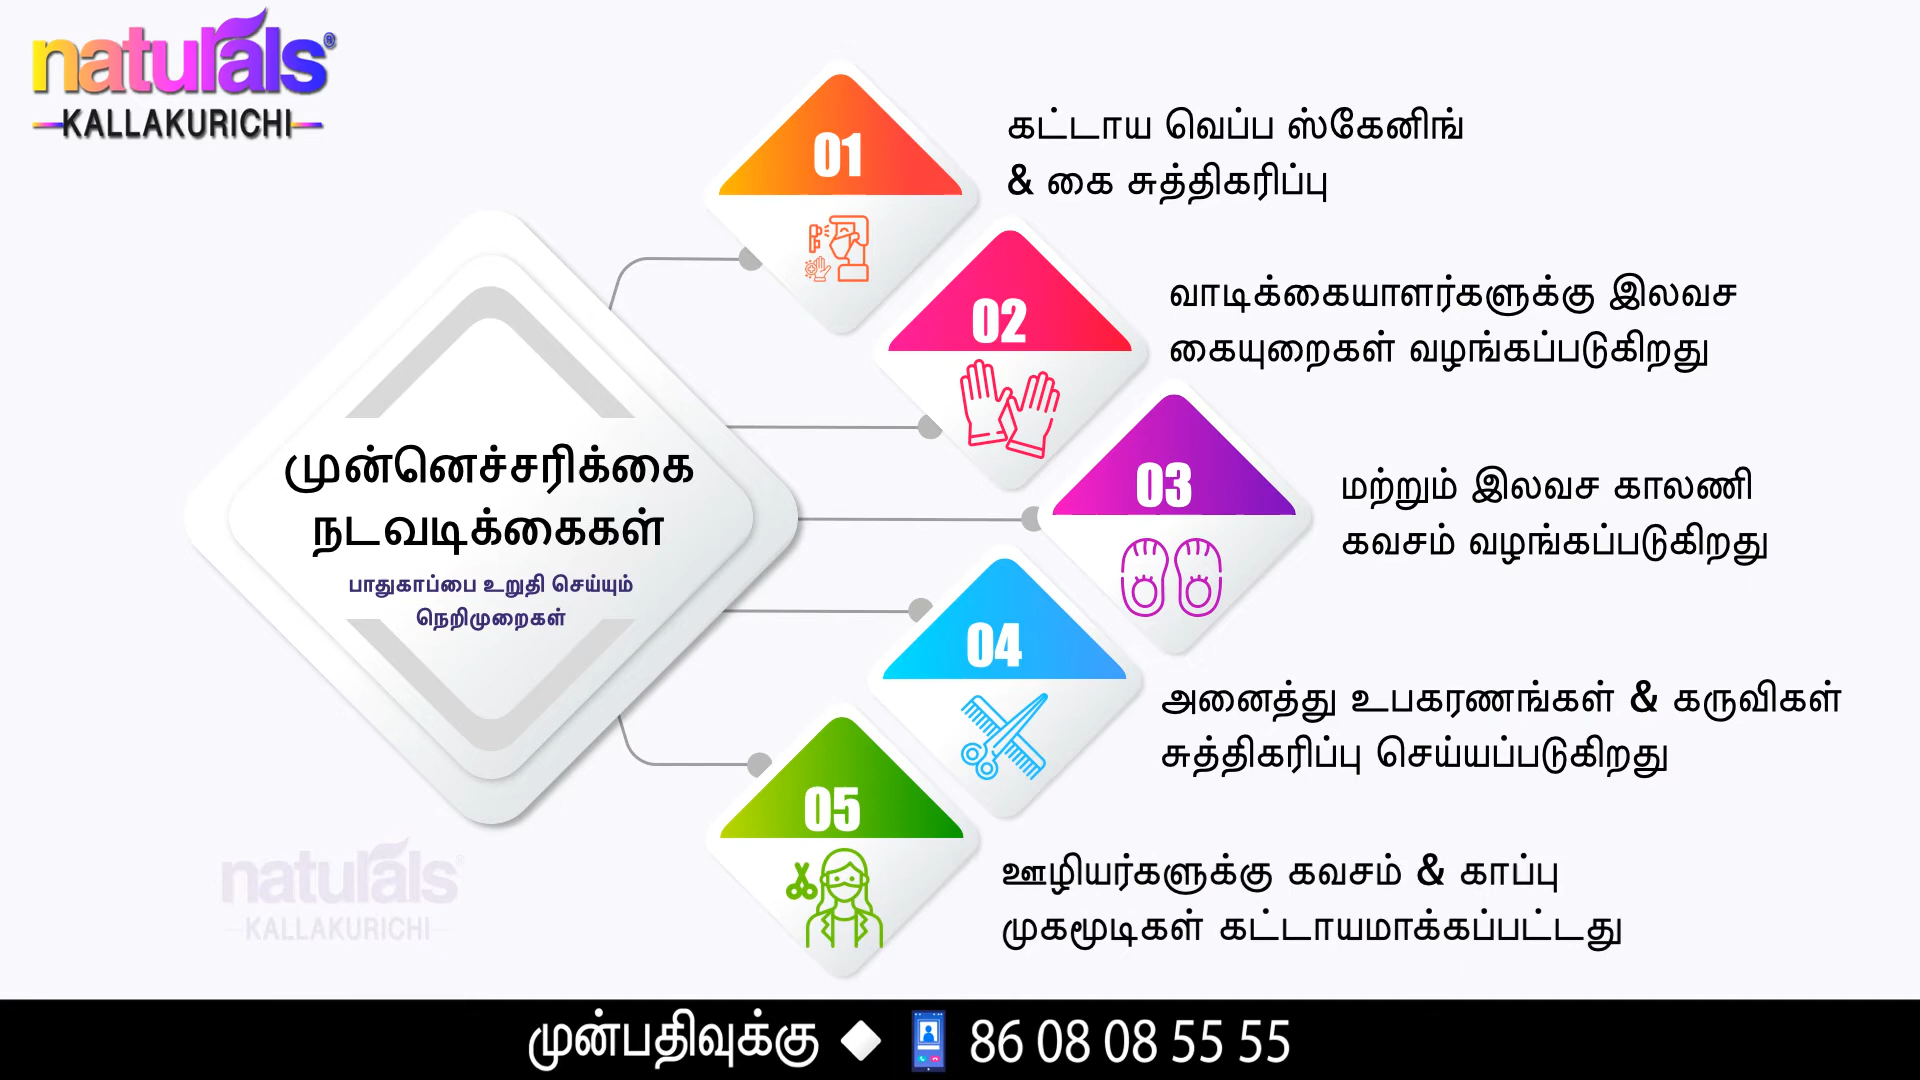 naturals®
KALLAKURICHI
முன்னெச்சரிக்கை
நடவடிக்கைகள்
பாதுகாப்பை உறுதி செய்யும்
நெறிமுறைகள்
01
கட்டாய வெப்ப ஸ்கேனிங்
& கை சுத்திகரிப்பு
02
வாடிக்கையாளர்களுக்கு இலவச
கையுறைகள் வழங்கப்படுகிறது
03
மற்றும் இலவச காலணி
கவசம் வழங்கப்படுகிறது
04
அனைத்து உபகரணங்கள் & கருவிகள்
சுத்திகரிப்பு செய்யப்படுகிறது
05
ஊழியர்களுக்கு கவசம் & காப்பு
முகமூடிகள் கட்டாயமாக்கப்பட்டது
naturals®
KALLAKURICHI
முன்பதிவுக்கு 86 08 08 55 55